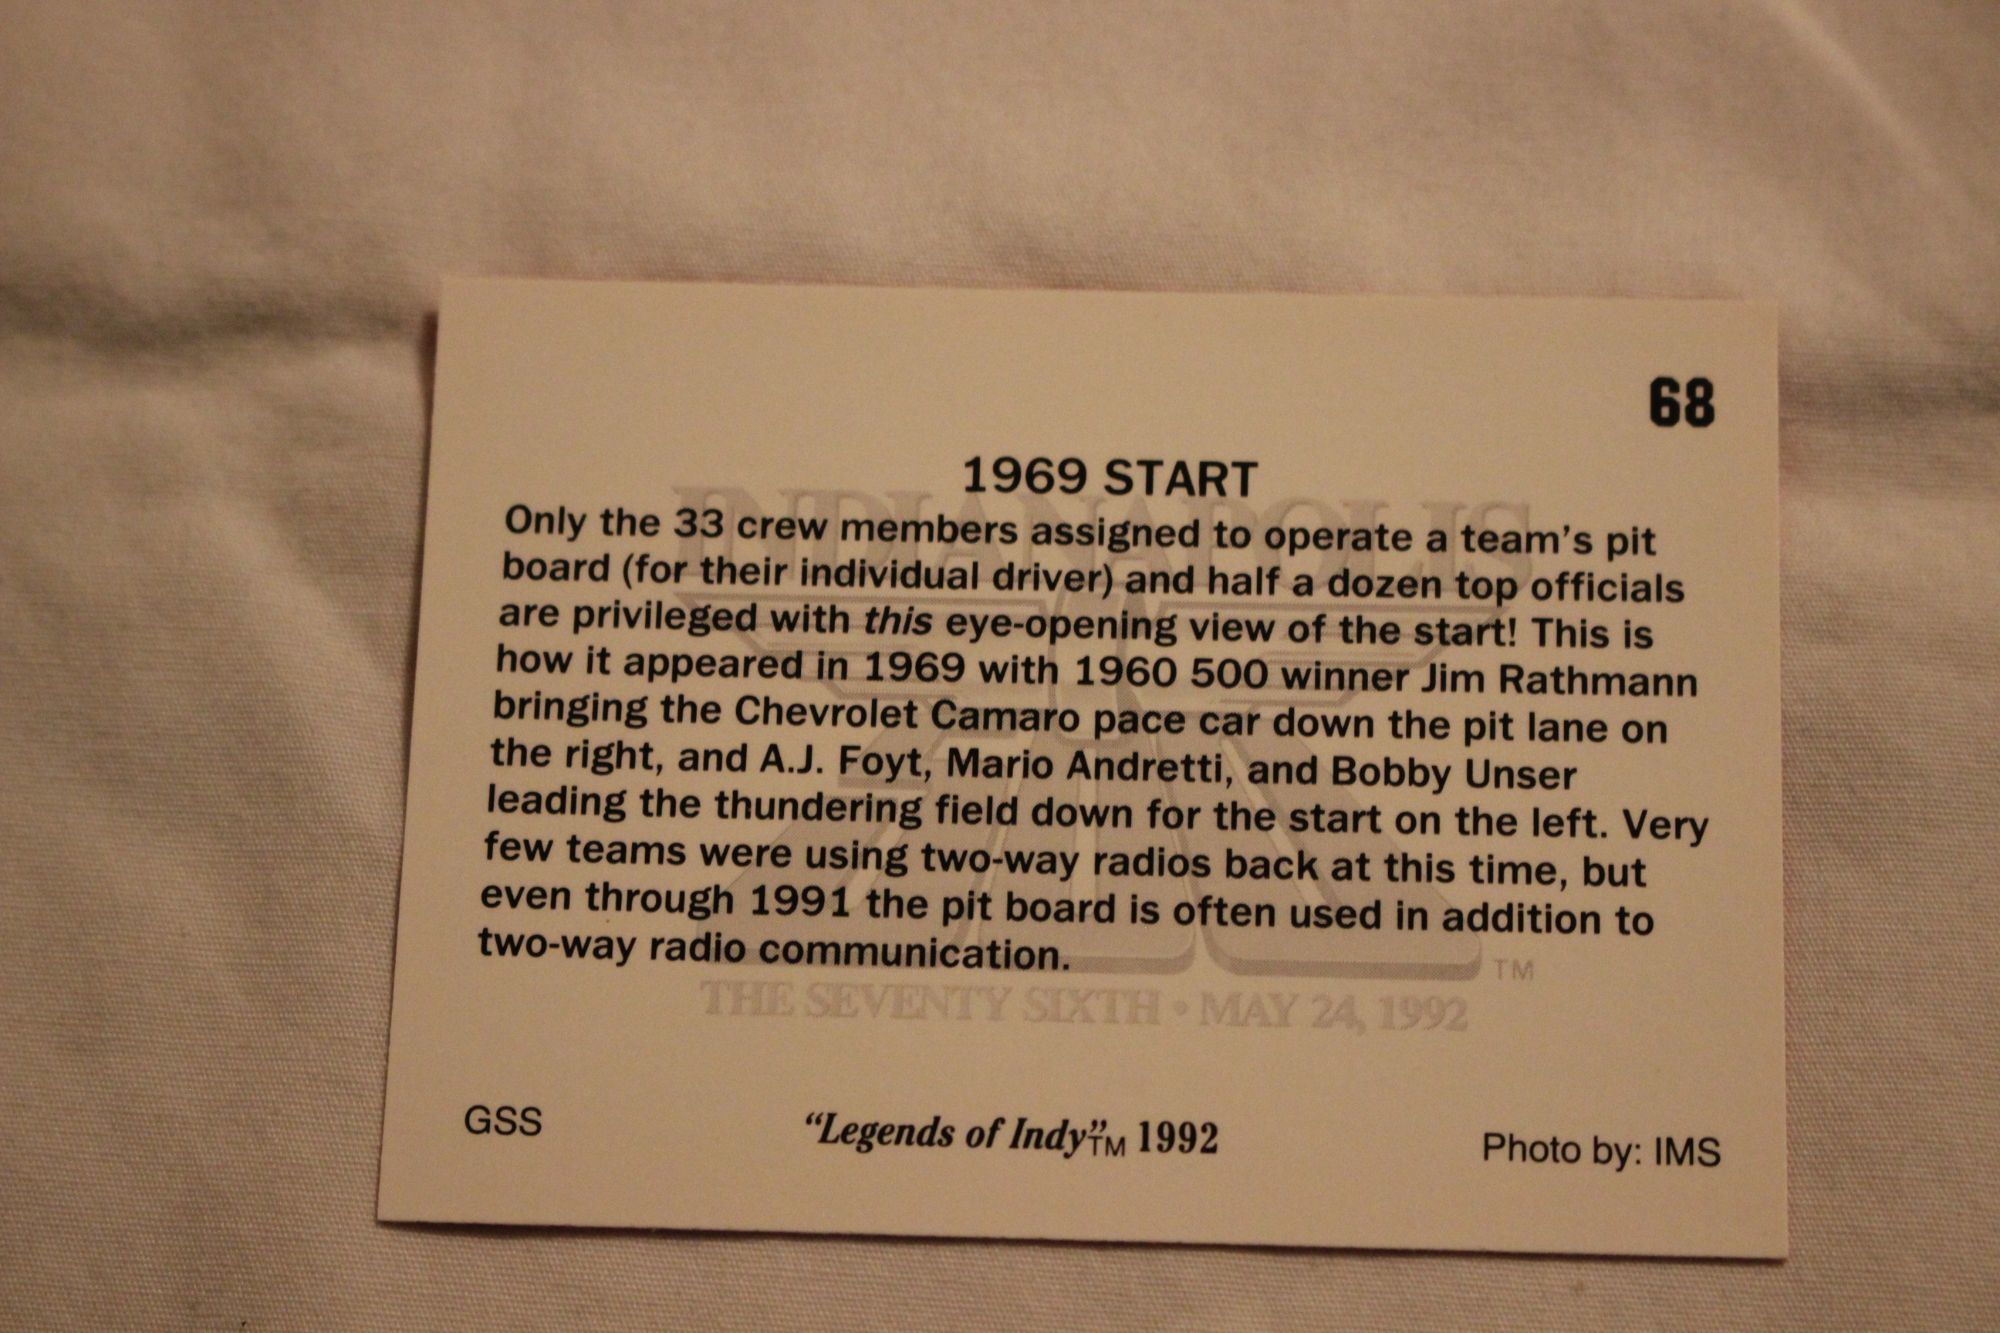 68
1969 START
INDIANAPOLIS
Only the 33 crew members assigned to operate a team's pit
board (for their individual driver) and half a dozen top officials
are privileged with this eye-opening view of the start! This is
how it appeared in 1969 with 1960 500 winner Jim Rathmann
bringing the Chevrolet Camaro pace car down the pit lane on
the right, and A.J. Foyt, Mario Andretti, and Bobby Unser
leading the thundering field down for the start on the left. Very
few teams were using two-way radios back at this time, but
even through 1991 the pit board is often used in addition to
two-way radio communication.
TM
THE SEVENTY SIXTH • MAY 24, 1992
GSS
“Legends of Indy”TM 1992
Photo by: IMS